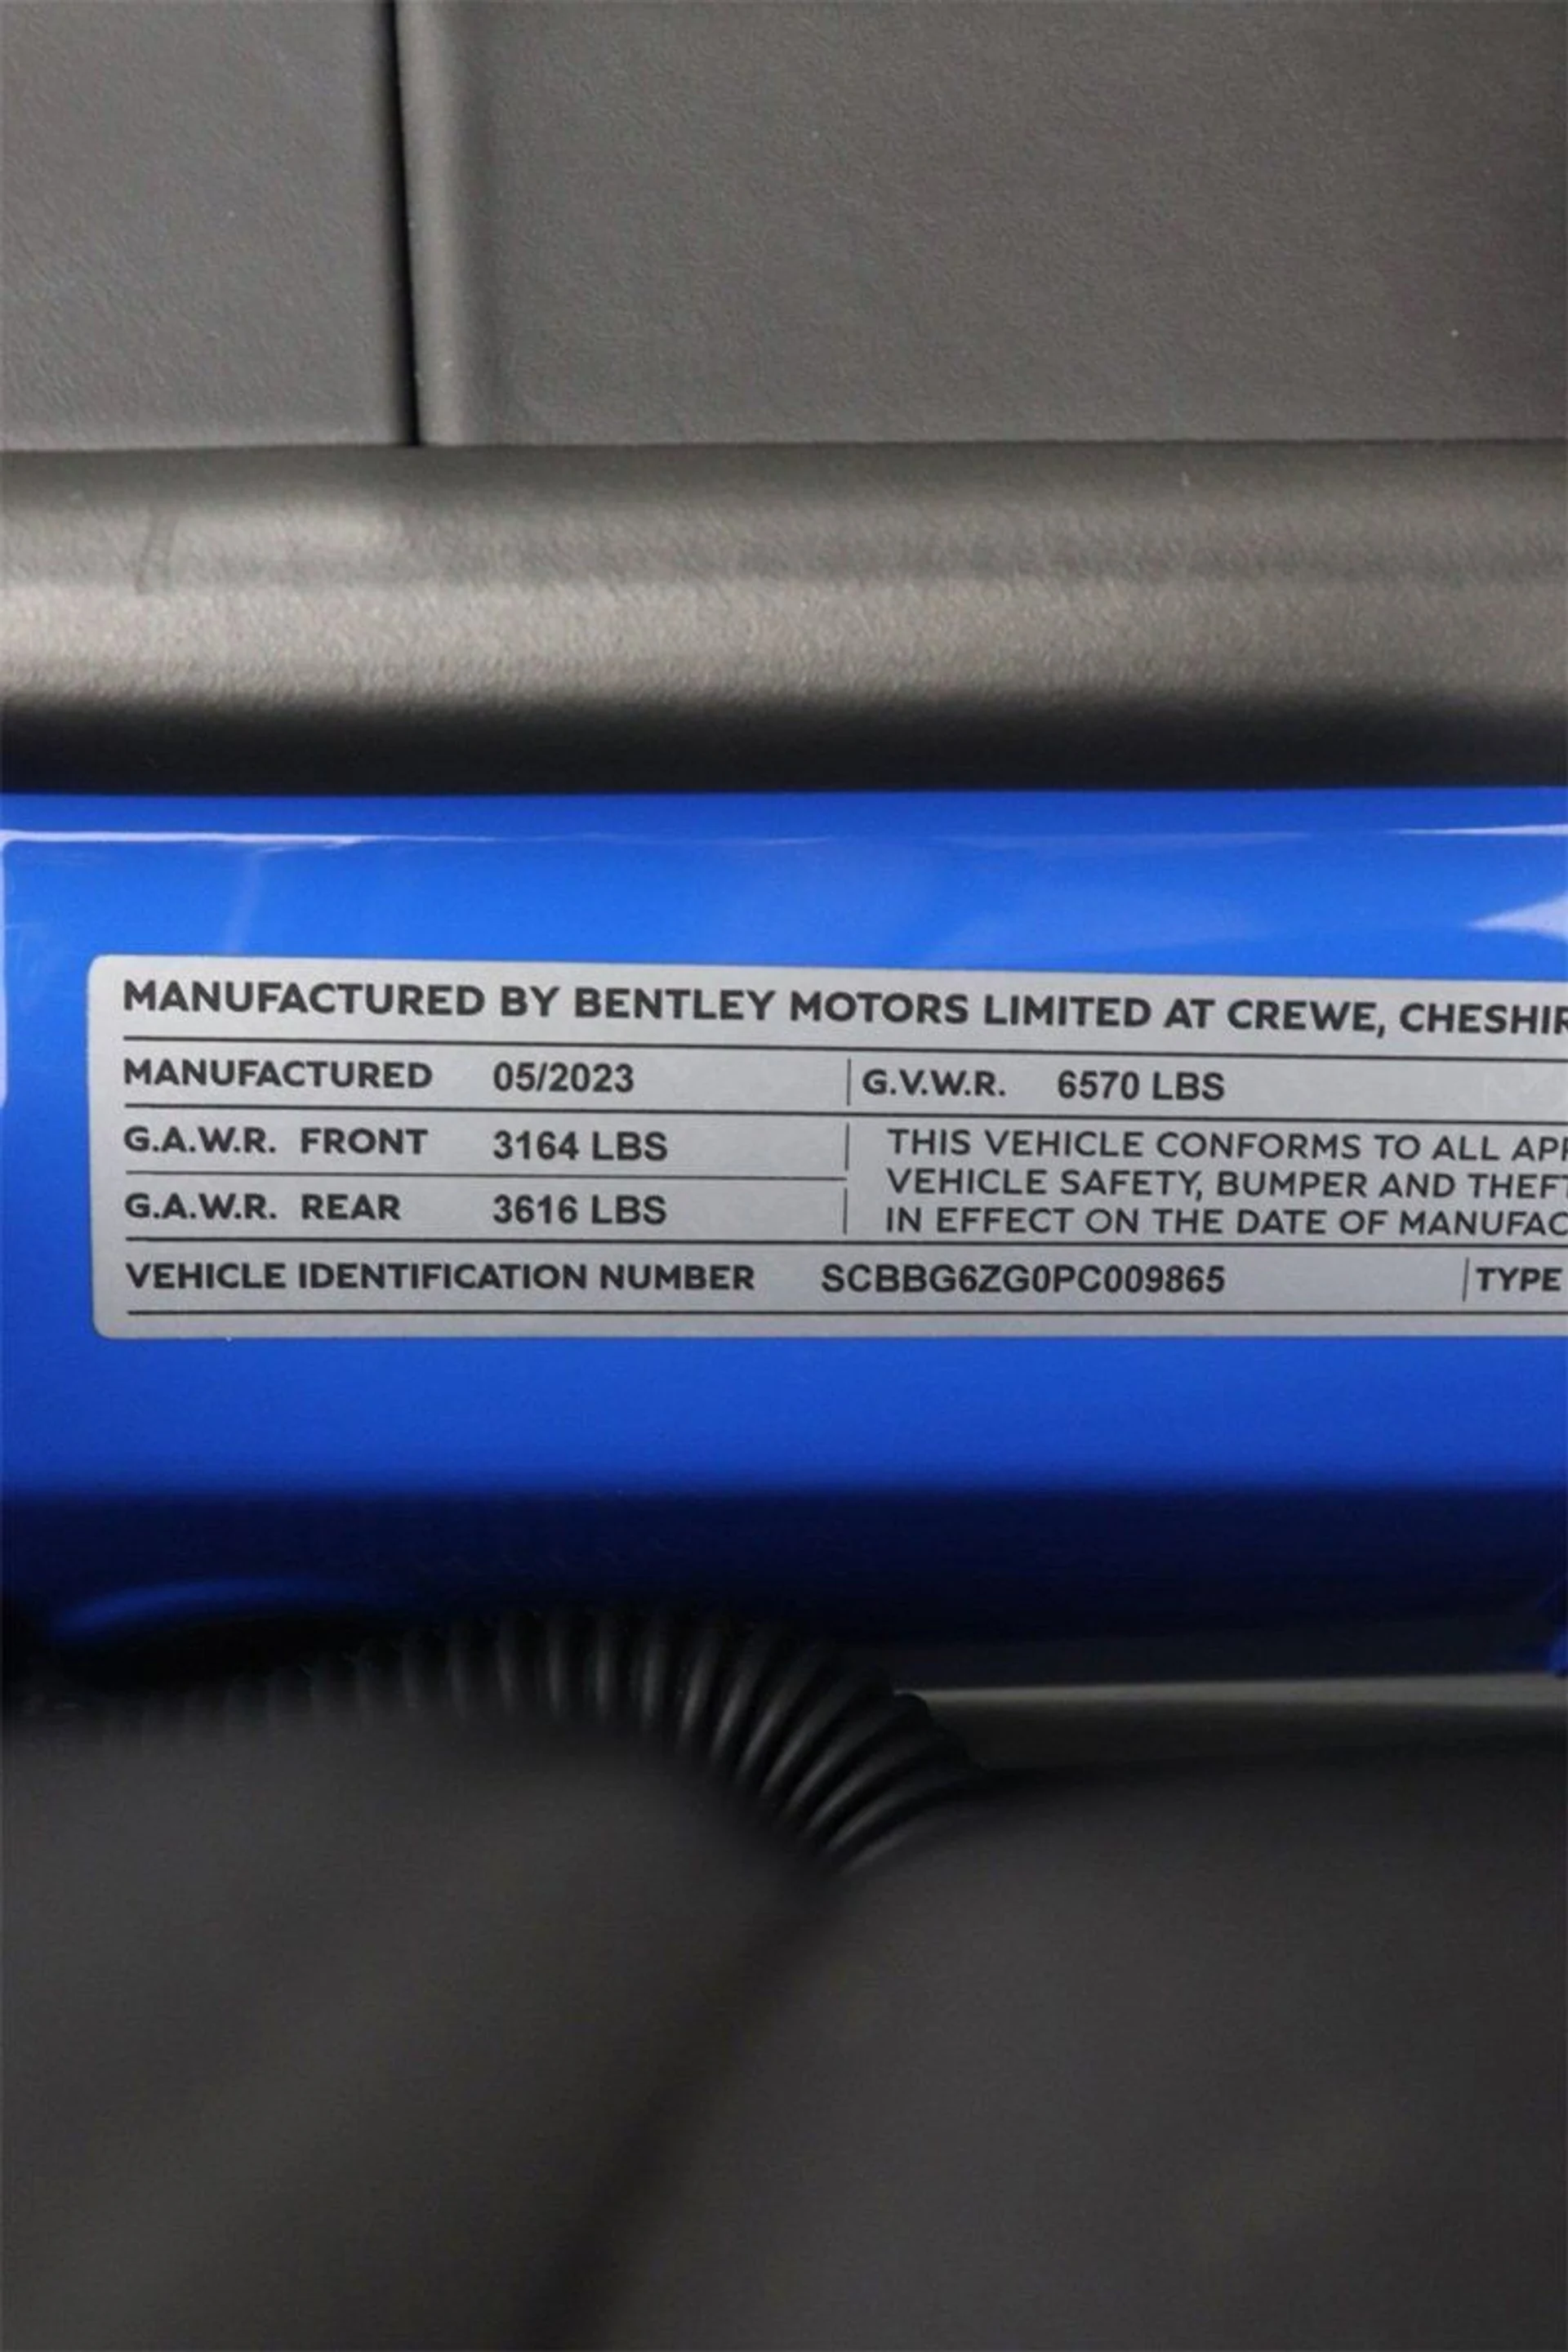 MANUFACTURED BY BENTLEY MOTORS LIMITED AT CREWE, CHESHIR
MANUFACTURED 05/2023 G.V.W.R. 6570 LBS
G.A.W.R. FRONT 3164 LBS
THIS VEHICLE CONFORMS TO ALL APP
VEHICLE SAFETY, BUMPER AND THEFT
G.A.W.R. REAR 3616 LBS
IN EFFECT ON THE DATE OF MANUFAC
VEHICLE IDENTIFICATION NUMBER SCBBG6ZG0PC009865 TYPE